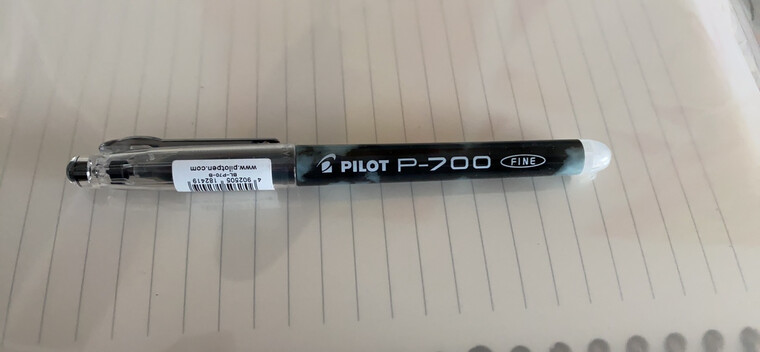 PILOT P-700 FINE
www.pilotpen.com
BL-P70-B
4 902505 182419